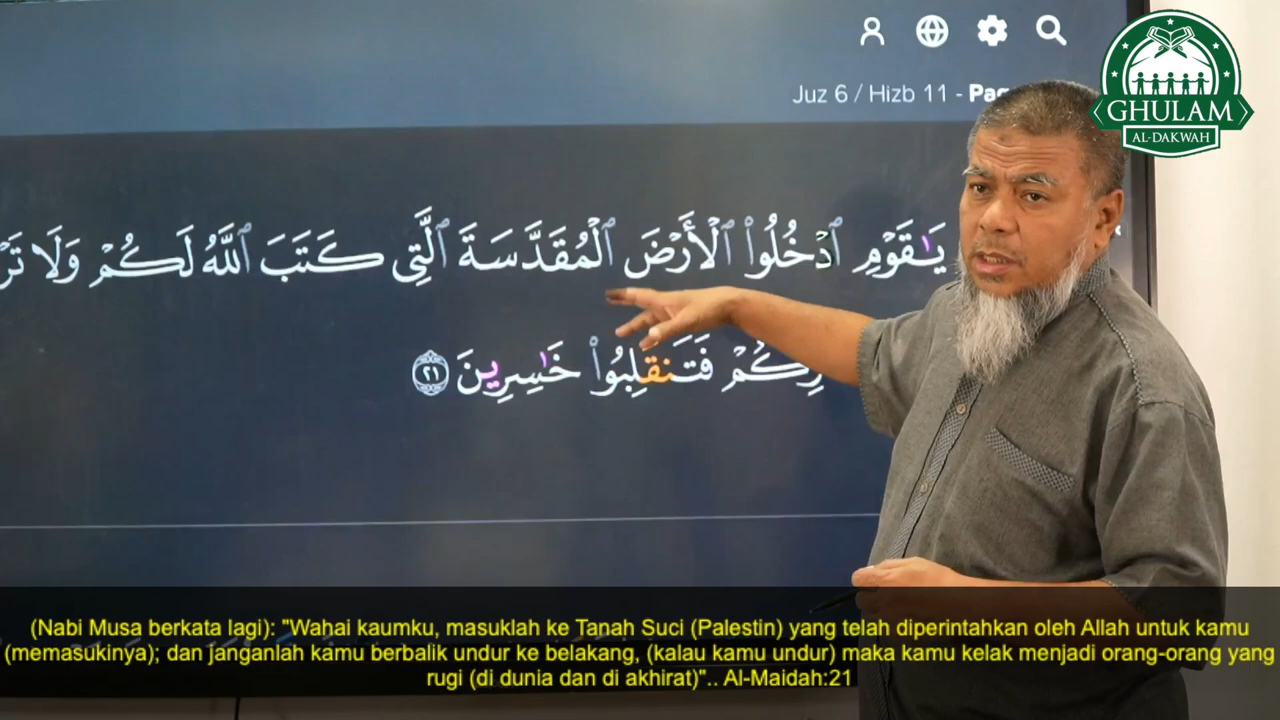 Juz 6 / Hizb 11 -
GHULAM
AL-DAKWAH
يَـٰقَوْمِ ٱدْخُلُوا۟ ٱلْأَرْضَ ٱلْمُقَدَّسَةَ ٱلَّتِى كَتَبَ ٱللَّهُ لَكُمْ وَلَا
فَتَنقَلِبُوا۟ خَـٰسِرِينَ ٢١
(Nabi Musa berkata lagi): "Wahai kaumku, masuklah ke Tanah Suci (Palestin) yang telah diperintahkan oleh Allah untuk kamu
(memasukinya); dan janganlah kamu berbalik undur ke belakang, (kalau kamu undur) maka kamu kelak menjadi orang-orang yang
rugi (di dunia dan di akhirat)".. Al-Maidah:21